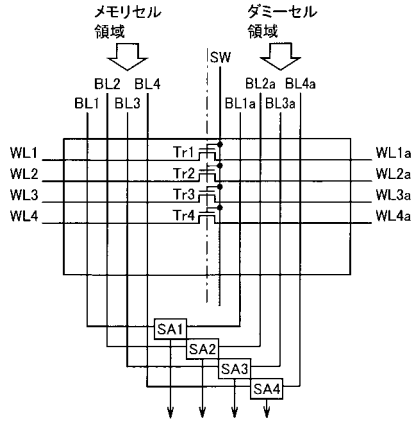 メモリセル
領域
ダミーセル
領域
SW
BL2 BL4
BL2a BL4a
BL1 BL3
BL1a BL3a
WL1 Tr1 WL1a
WL2 Tr2 WL2a
WL3 Tr3 WL3a
WL4 Tr4 WL4a
SA1
SA2
SA3
SA4